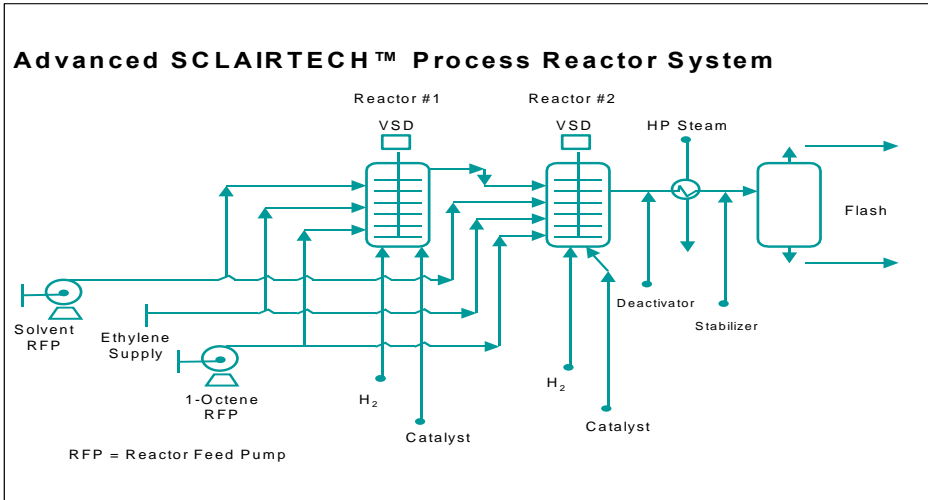 Advanced SCLAIRTECH™ Process Reactor System
Reactor #1
Reactor #2
VSD
VSD
HP Steam
Flash
Deactivator
Stabilizer
Solvent
RFP
Ethylene
Supply
1-Octene
RFP
H2
Catalyst
H2
Catalyst
RFP = Reactor Feed Pump